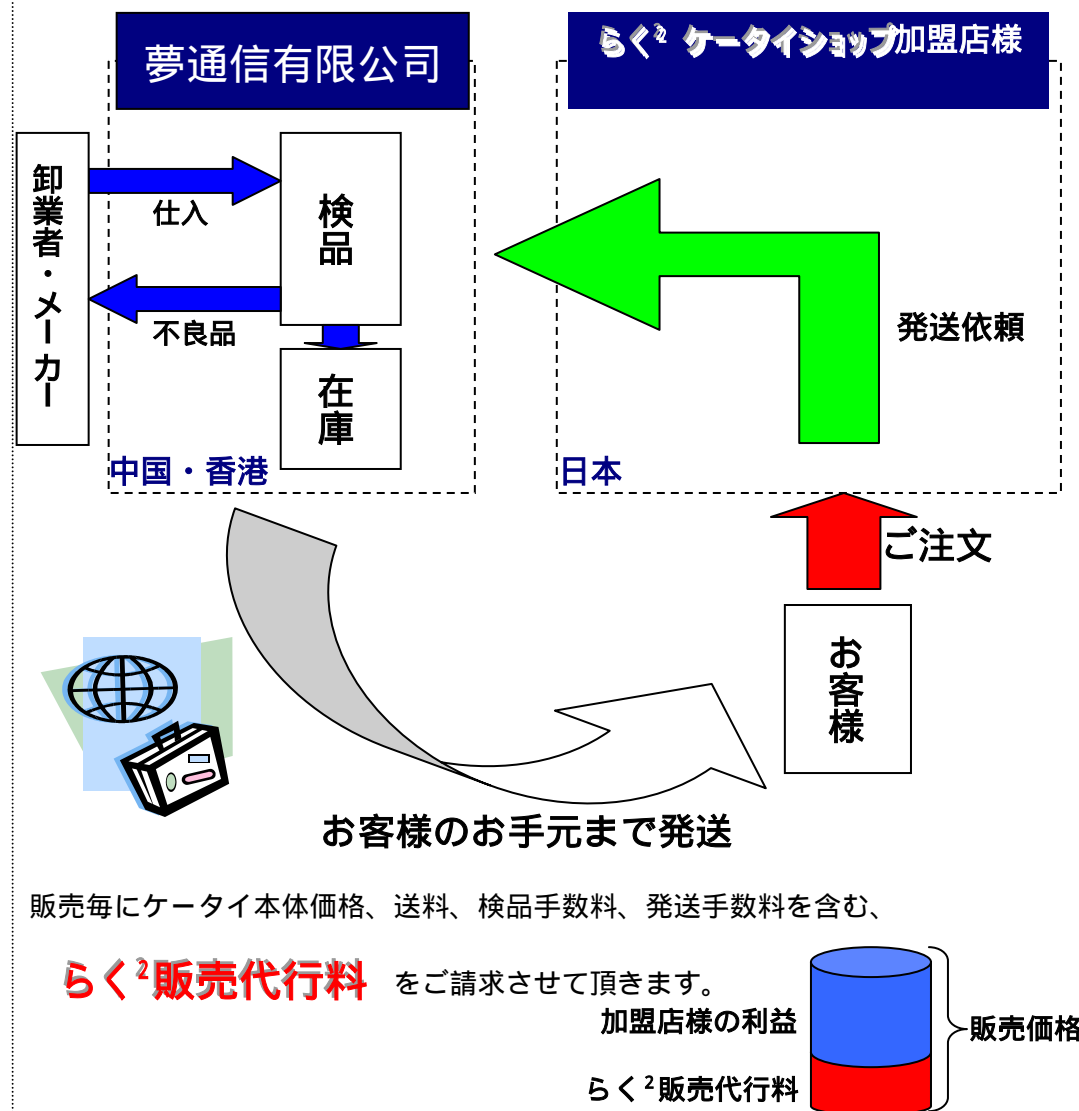 夢通信有限公司
らく² ケータイショップ加盟店様
卸業者・メーカー
仕入
検品
不良品
在庫
発送依頼
中国・香港
日本
ご注文
お客様
お客様のお手元まで発送
販売毎にケータイ本体価格、送料、検品手数料、発送手数料を含む、
らく²販売代行料 をご請求させて頂きます。
加盟店様の利益
販売価格
らく²販売代行料